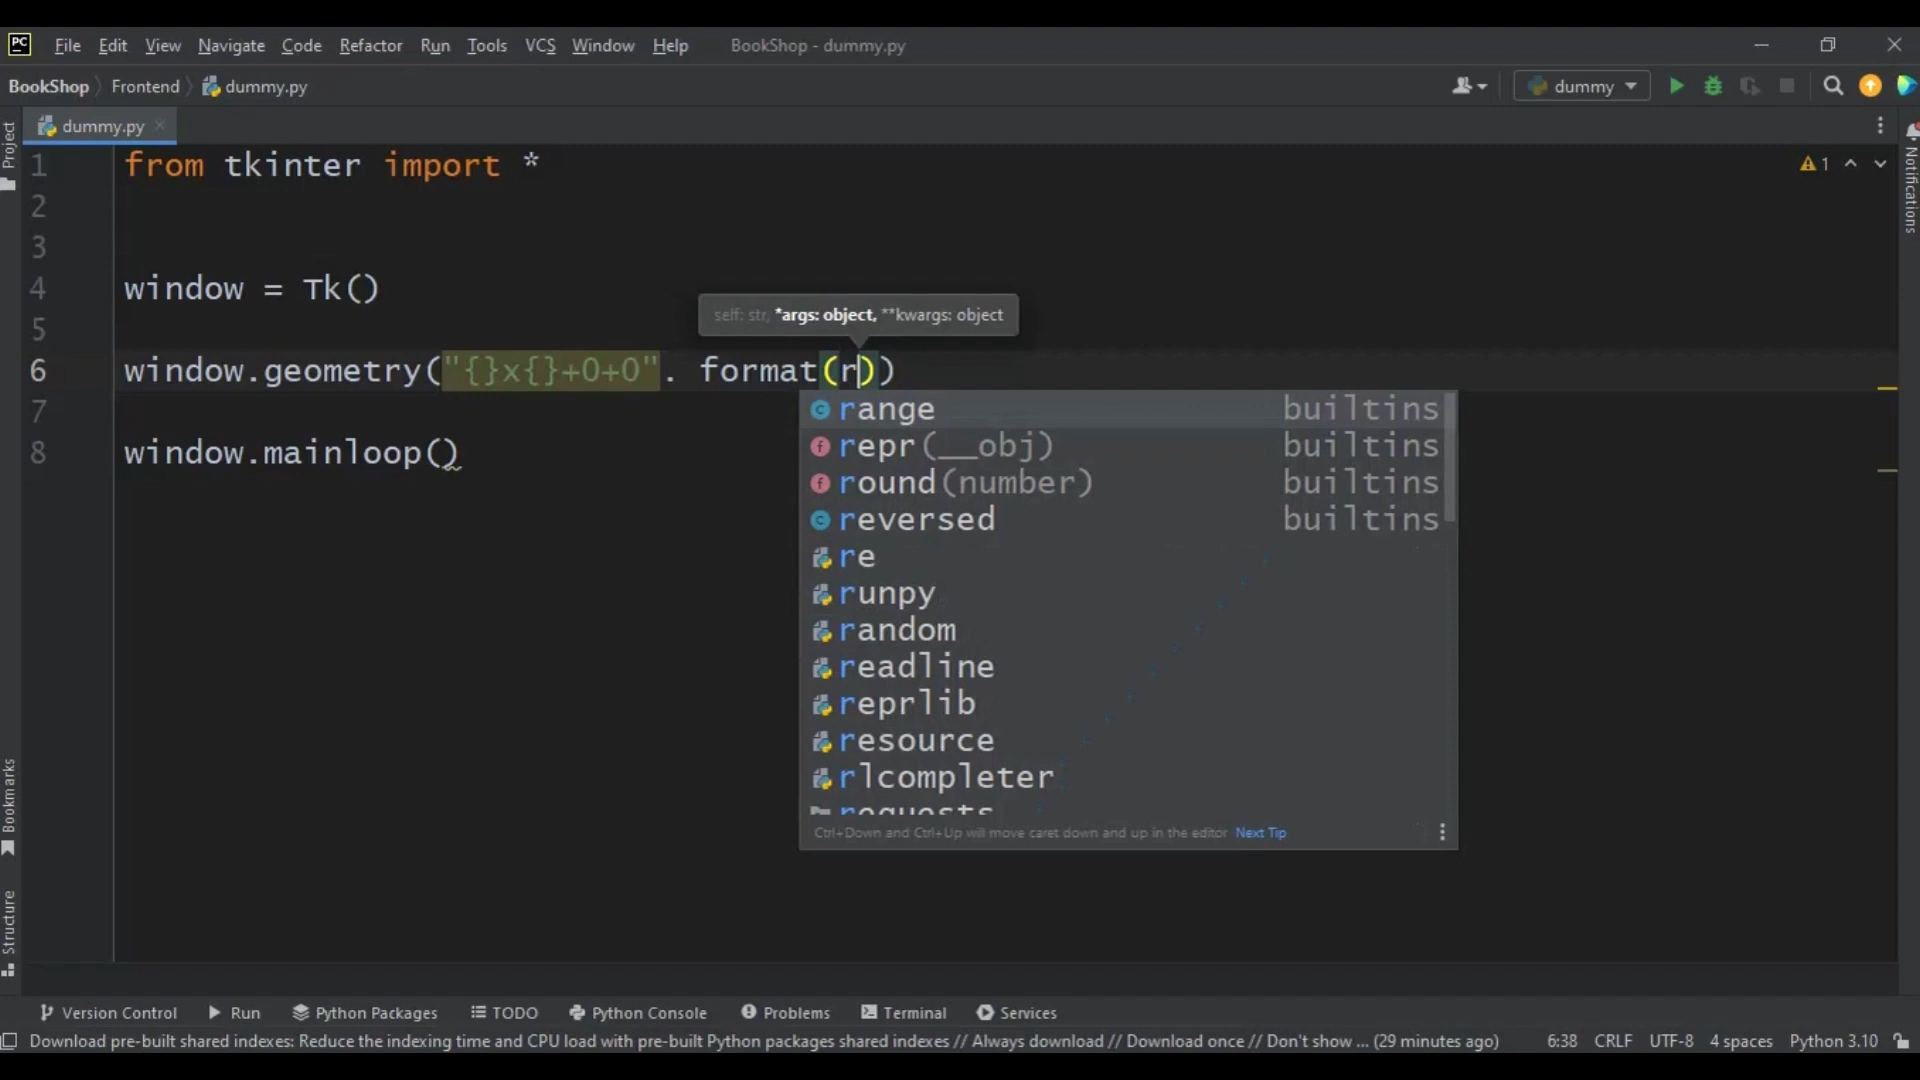 PC File Edit View Navigate Code Refactor Run Tools VCS Window Help BookShop - dummy.py
BookShop Frontend dummy.py dummy
dummy.py
Project
Notifications
1 from tkinter import * 1
2
3
4 window = Tk()
self: str, *args: object, **kwargs: object
5
6 window.geometry("{}x{}+0+0". format(r))
7
8 window.mainloop()
range builtins
repr(__obj) builtins
round(number) builtins
reversed builtins
re
runpy
random
readline
reprlib
resource
rlcompleter
requests
Ctrl+Down and Ctrl+Up will move caret down and up in the editor Next Tip
Bookmarks
Structure
Version Control Run Python Packages TODO Python Console Problems Terminal Services
Download pre-built shared indexes: Reduce the indexing time and CPU load with pre-built Python packages shared indexes // Always download // Download once // Don't show ... (29 minutes ago) 6:38 CRLF UTF-8 4 spaces Python 3.10